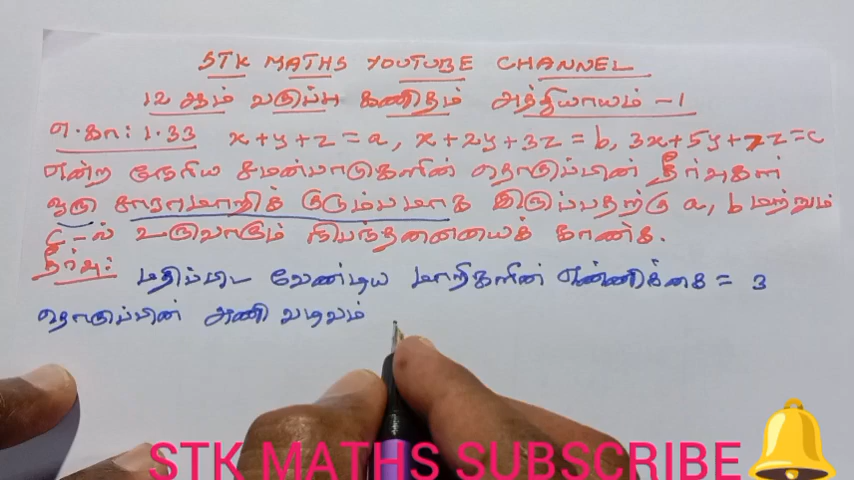 STK MATHS YOUTUBE CHANNEL
12 ஆம் வகுப்பு கணிதம் அத்தியாயம் - 1
எ.கா: 1.33 x+y+z = a, x+2y+3z = b, 3x+5y+7z = c
என்ற நேரிய சமன்பாடுகளின் தொகுப்பின் தீர்வுகள்
ஒரு சாராமாறிக் குடும்பமாக இருப்பதற்கு a, b மற்றும்
c-ல் உருவாகும் நிபந்தனையைக் காண்க.
தீர்வு: மதிப்பிட வேண்டிய மாறிகளின் எண்ணிக்கை = 3
தொகுப்பின் அணி வடிவம்
STK MATHS SUBSCRIBE